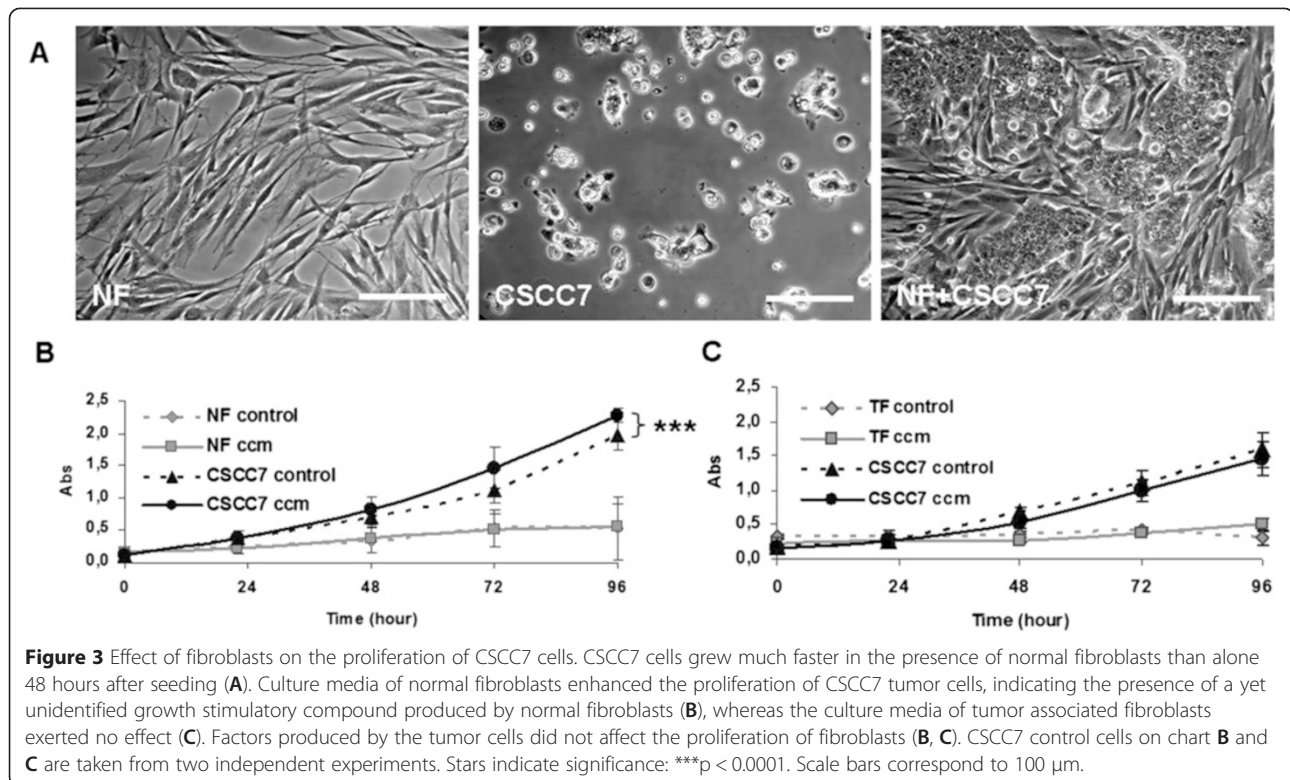 A
NF
CSCC7
NF+CSCC7
B
2,5
2,0
1,5
1,0
0,5
0,0
Abs
NF control
NF ccm
CSCC7 control
CSCC7 ccm
***
0
24
48
72
96
Time (hour)
C
2,5
2,0
1,5
1,0
0,5
0,0
Abs
TF control
TF ccm
CSCC7 control
CSCC7 ccm
0
24
48
72
96
Time (hour)
Figure 3 Effect of fibroblasts on the proliferation of CSCC7 cells. CSCC7 cells grew much faster in the presence of normal fibroblasts than alone
48 hours after seeding (A). Culture media of normal fibroblasts enhanced the proliferation of CSCC7 tumor cells, indicating the presence of a yet
unidentified growth stimulatory compound produced by normal fibroblasts (B), whereas the culture media of tumor associated fibroblasts
exerted no effect (C). Factors produced by the tumor cells did not affect the proliferation of fibroblasts (B, C). CSCC7 control cells on chart B and
C are taken from two independent experiments. Stars indicate significance: ***p < 0.0001. Scale bars correspond to 100 μm.